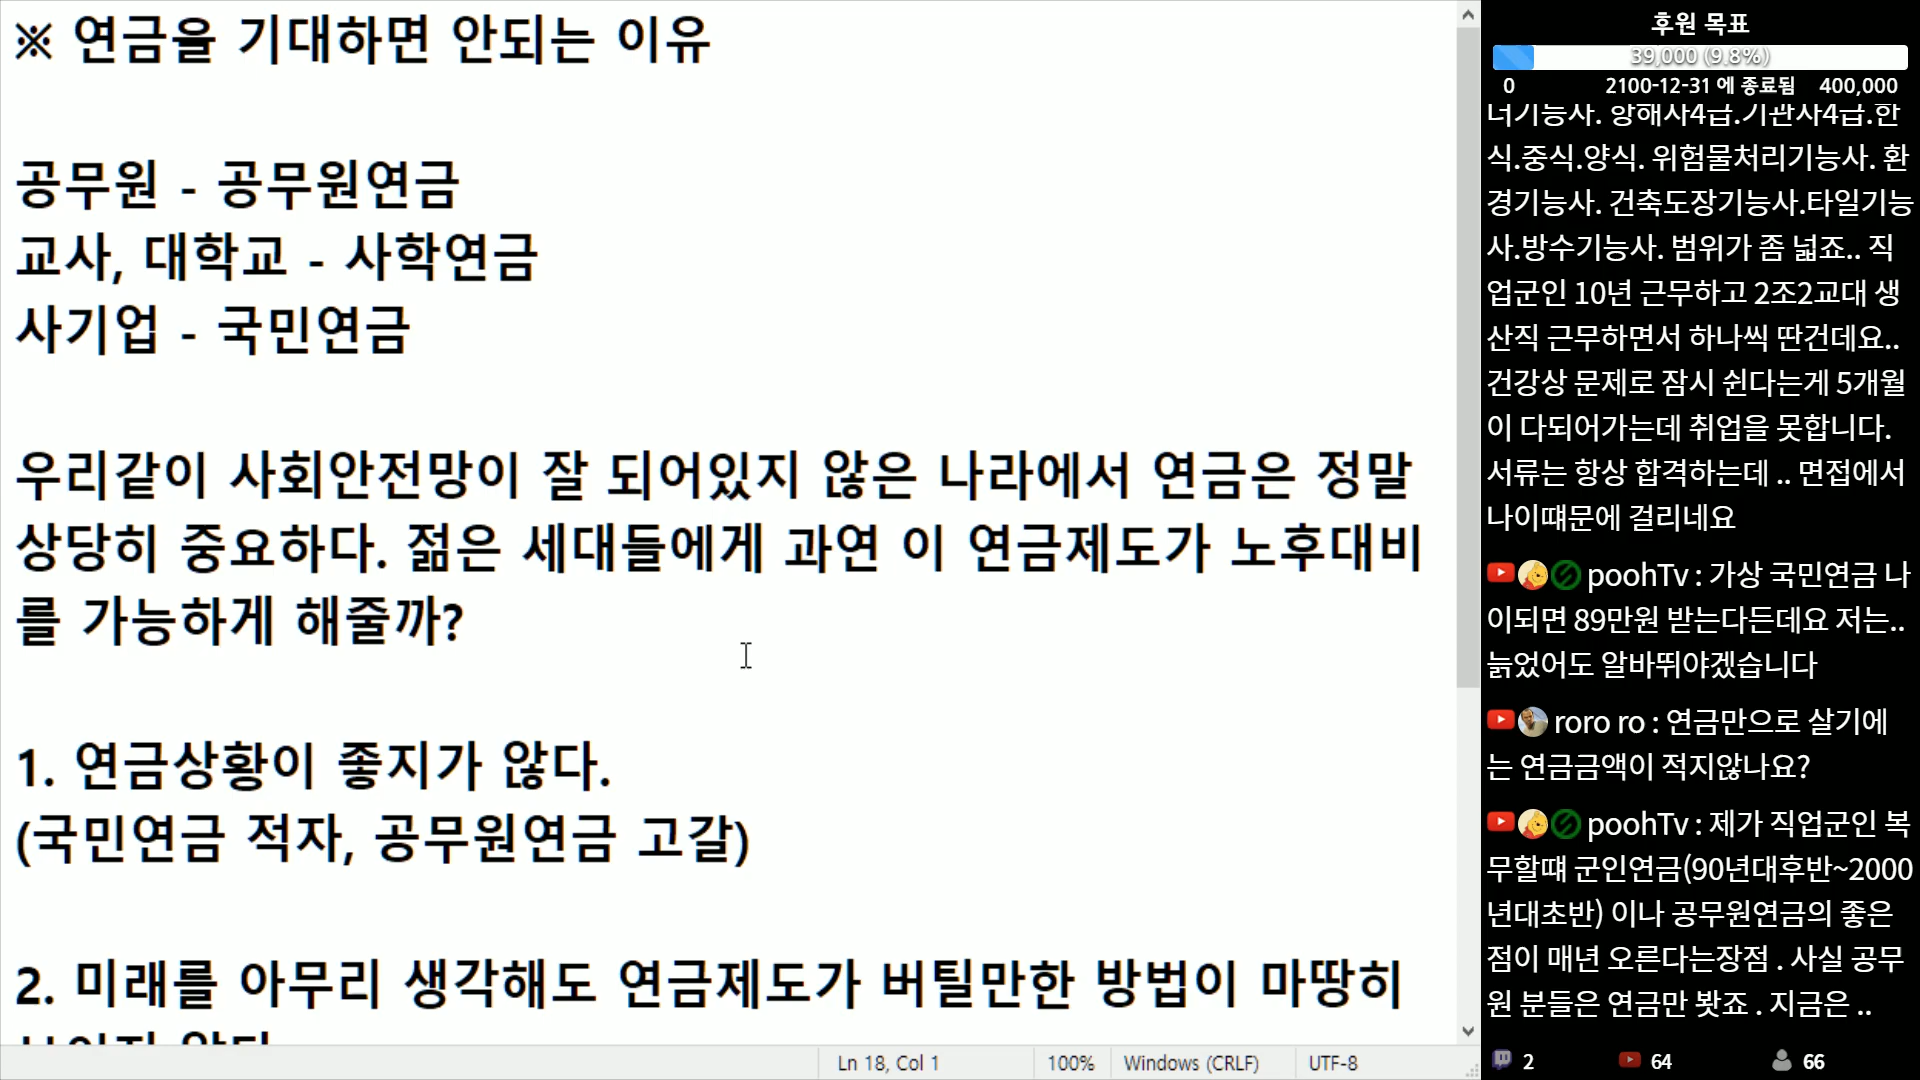 ※ 연금을 기대하면 안되는 이유
공무원 - 공무원연금
교사, 대학교 - 사학연금
사기업 - 국민연금
우리같이 사회안전망이 잘 되어있지 않은 나라에서 연금은 정말
상당히 중요하다. 젊은 세대들에게 과연 이 연금제도가 노후대비
를 가능하게 해줄까?
1. 연금상황이 좋지가 않다.
(국민연금 적자, 공무원연금 고갈)
2. 미래를 아무리 생각해도 연금제도가 버틸만한 방법이 마땅히
Ln 18, Col 1
100%
Windows (CRLF)
UTF-8
후원 목표
39,000 (9.8%)
0 2100-12-31 에 종료됨 400,000
너기능사. 항해사4급.기관사4급.한
식.중식.양식. 위험물처리기능사. 환
경기능사. 건축도장기능사.타일기능
사.방수기능사. 범위가 좀 넓죠.. 직
업군인 10년 근무하고 2조2교대 생
산직 근무하면서 하나씩 딴건데요..
건강상 문제로 잠시 쉰다는게 5개월
이 다되어가는데 취업을 못합니다.
서류는 항상 합격하는데 .. 면접에서
나이떄문에 걸리네요
poohTv : 가상 국민연금 나
이되면 89만원 받는다든데요 저는..
늙었어도 알바뛰야겠습니다
roro ro : 연금만으로 살기에
는 연금금액이 적지않나요?
poohTv : 제가 직업군인 복
무할떄 군인연금(90년대후반~2000
년대초반) 이나 공무원연금의 좋은
점이 매년 오른다는장점 . 사실 공무
원 분들은 연금만 봣죠 . 지금은 ..
2 64 66